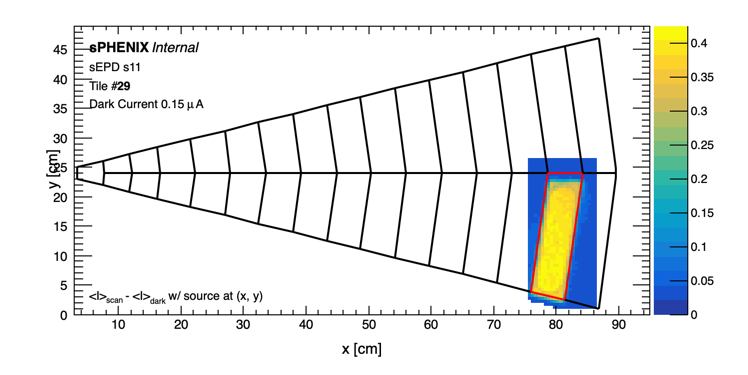 sPHENIX Internal
sEPD s11
Tile #29
Dark Current 0.15 μA
<I>scan - <I>dark w/ source at (x, y)
y [cm]
45
40
35
30
25
20
15
10
5
0
10 20 30 40 50 60 70 80 90
x [cm]
0.4
0.35
0.3
0.25
0.2
0.15
0.1
0.05
0